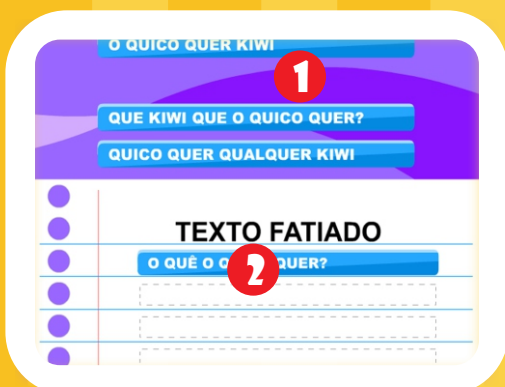 O QUICO QUER KIWI
1
QUE KIWI QUE O QUICO QUER?
QUICO QUER QUALQUER KIWI
TEXTO FATIADO
O QUÊ O QUER?
2